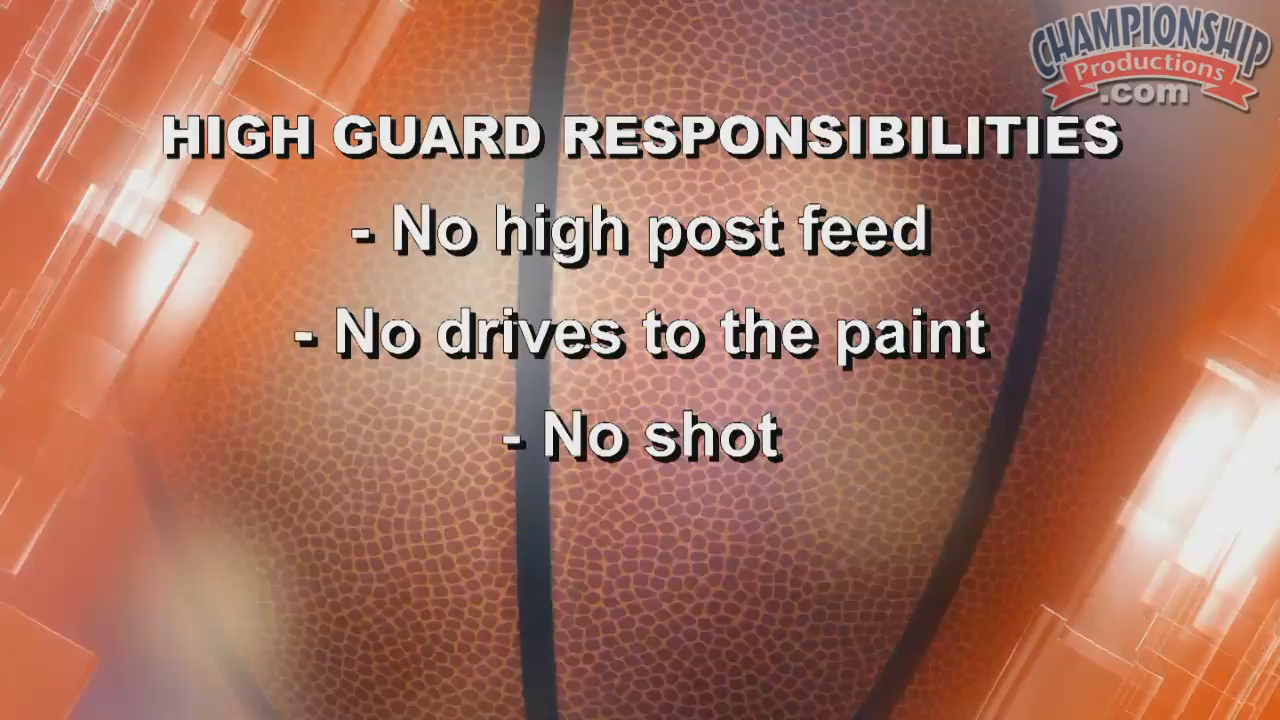 CHAMPIONSHIP
Productions
.com
HIGH GUARD RESPONSIBILITIES
- No high post feed
- No drives to the paint
- No shot